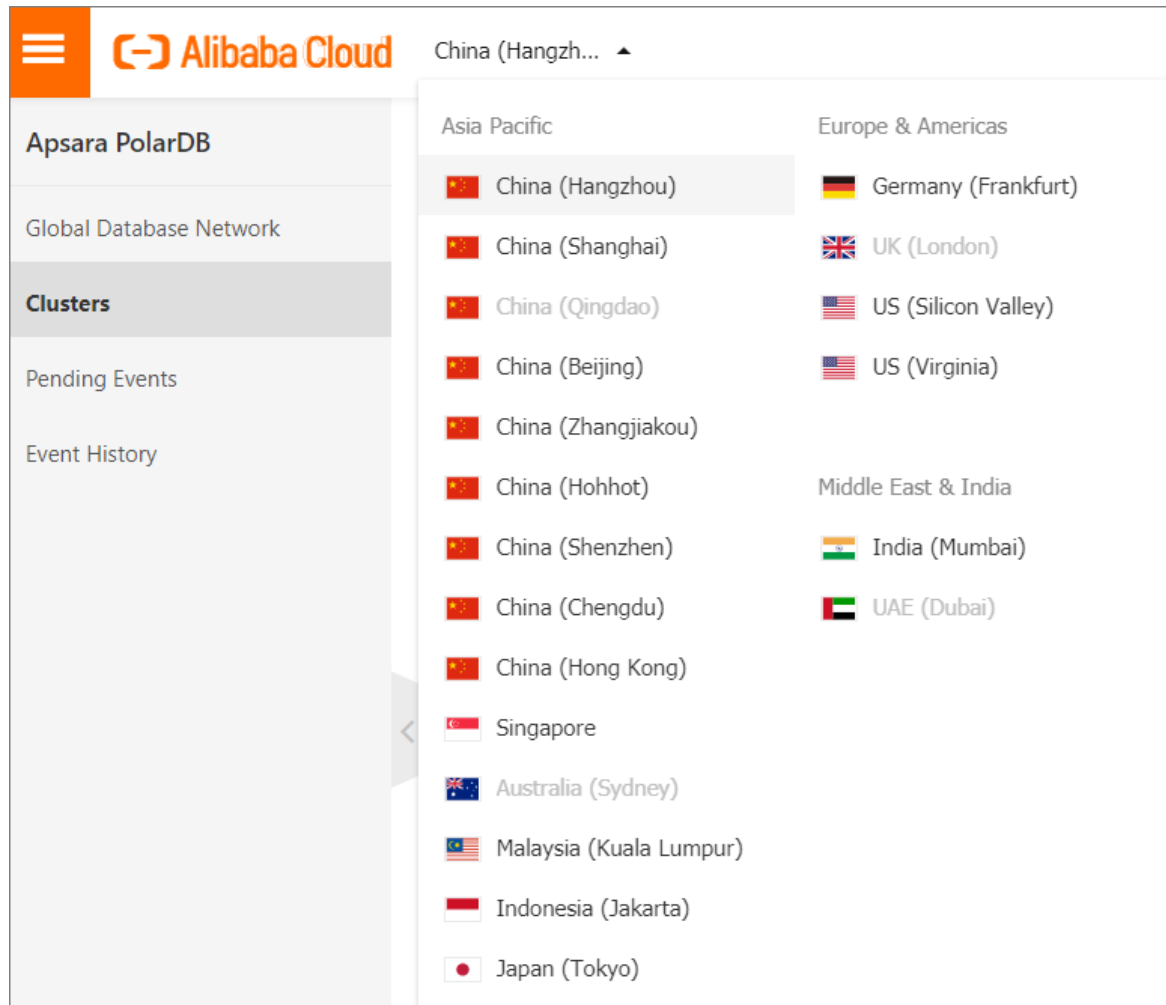 Alibaba Cloud
China (Hangzh...
Apsara PolarDB
Global Database Network
Clusters
Pending Events
Event History
Asia Pacific
China (Hangzhou)
China (Shanghai)
China (Qingdao)
China (Beijing)
China (Zhangjiakou)
China (Hohhot)
China (Shenzhen)
China (Chengdu)
China (Hong Kong)
Singapore
Australia (Sydney)
Malaysia (Kuala Lumpur)
Indonesia (Jakarta)
Japan (Tokyo)
Europe & Americas
Germany (Frankfurt)
UK (London)
US (Silicon Valley)
US (Virginia)
Middle East & India
India (Mumbai)
UAE (Dubai)